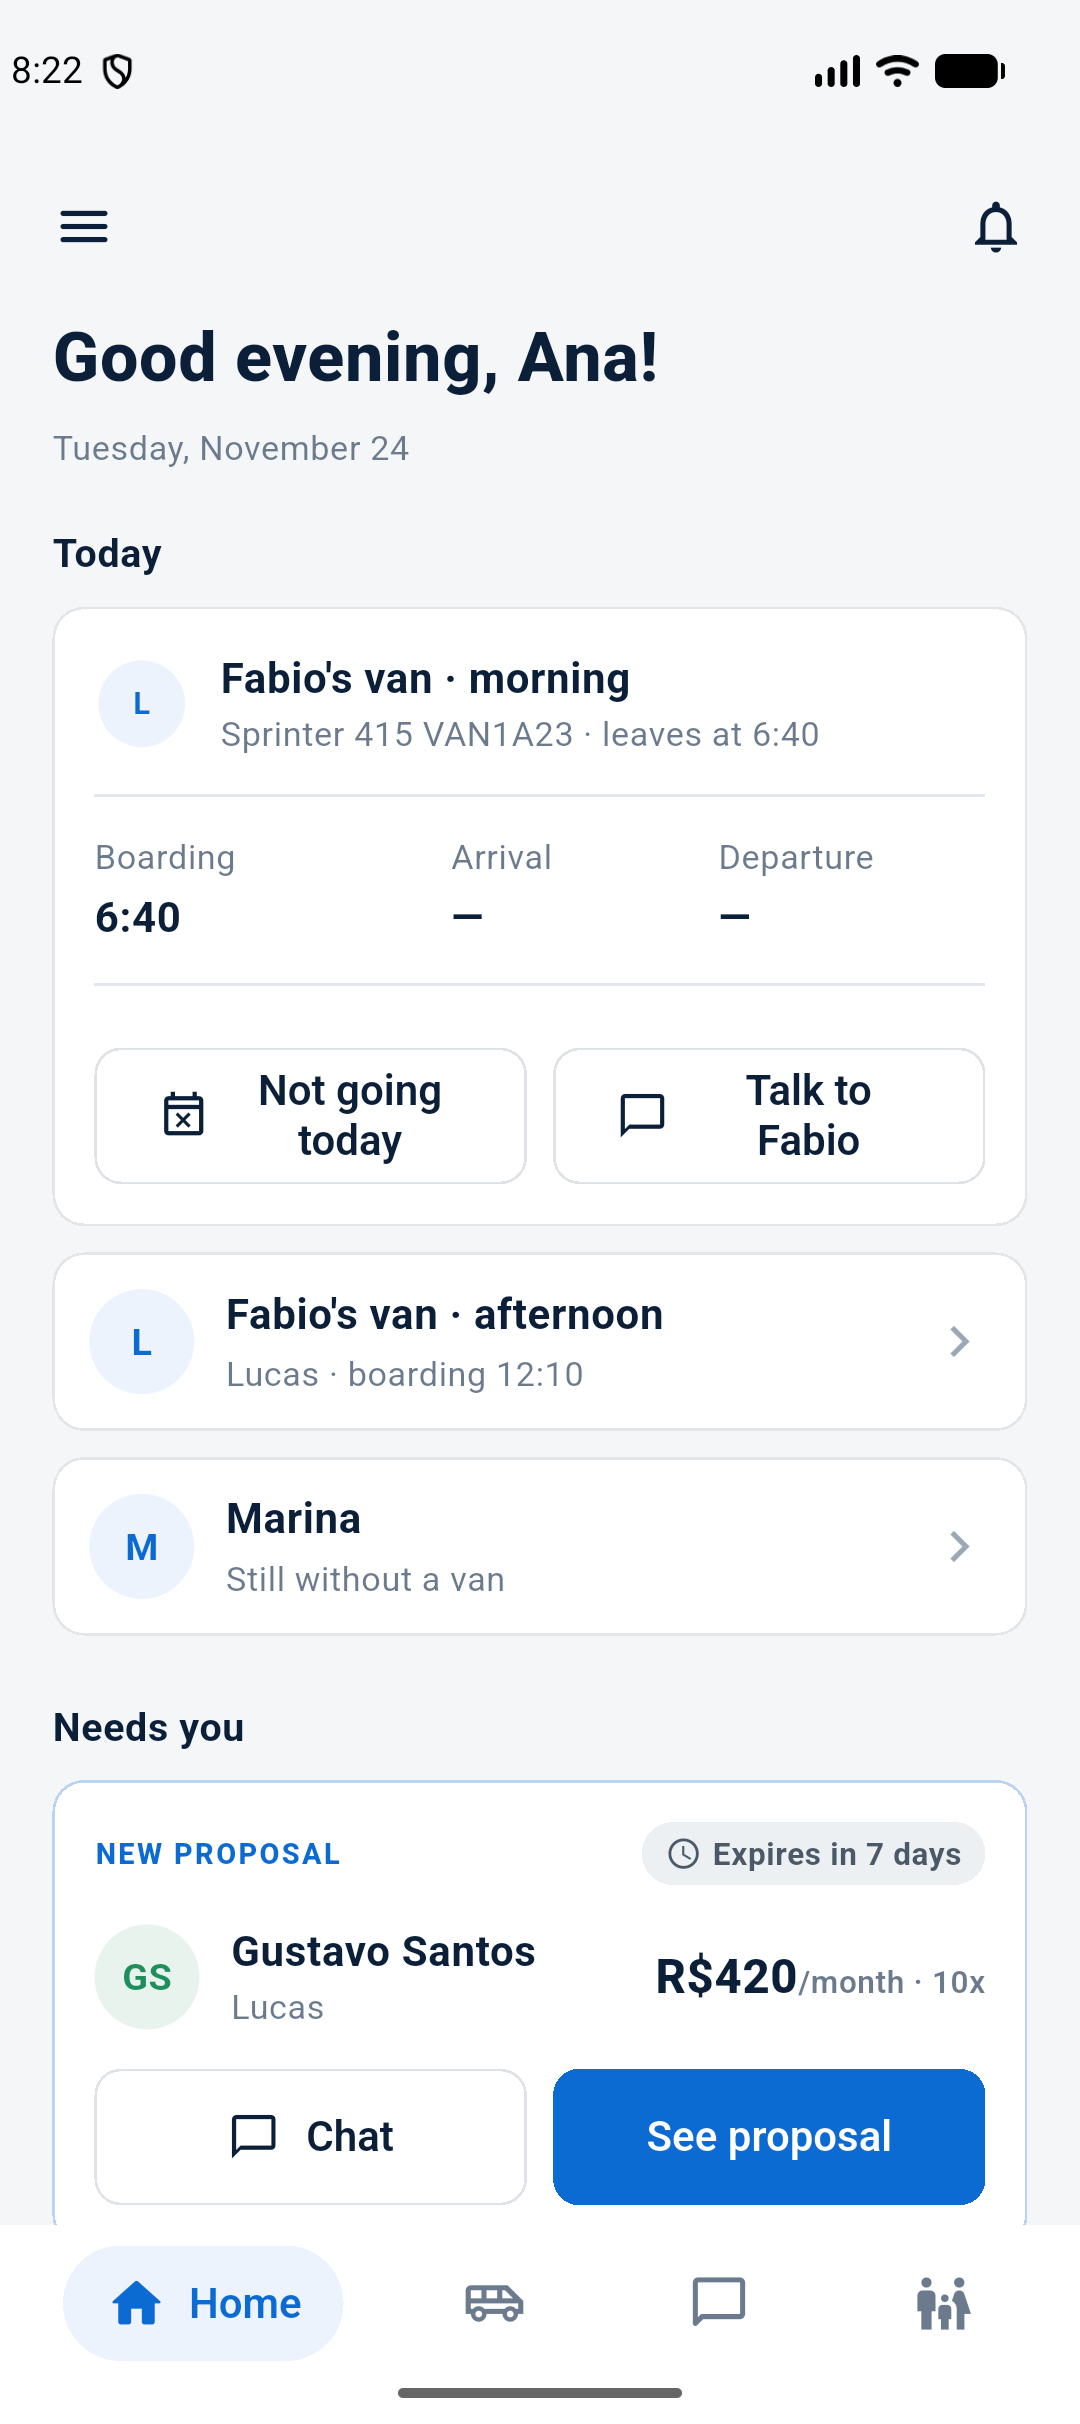 8:22
Good evening, Ana!
Tuesday, November 24
Today
L
Fabio's van · morning
Sprinter 415 VAN1A23 · leaves at 6:40
Boarding Arrival Departure
6:40 — —
Not going today
Talk to Fabio
L
Fabio's van · afternoon
Lucas · boarding 12:10
M
Marina
Still without a van
Needs you
NEW PROPOSAL
Expires in 7 days
GS
Gustavo Santos
Lucas
R$420/month · 10x
Chat
See proposal
Home